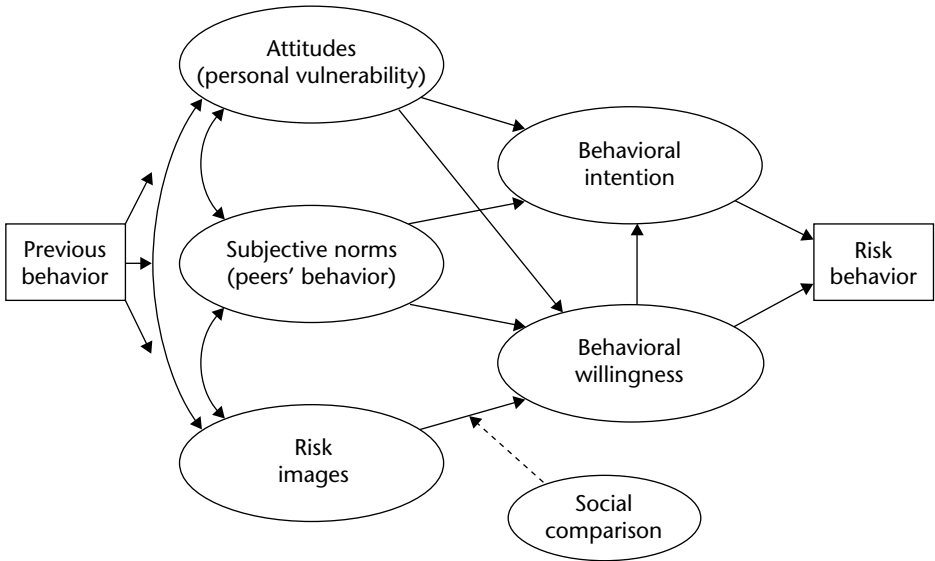 Attitudes
(personal vulnerability)
Behavioral
intention
Previous
behavior
Subjective norms
(peers’ behavior)
Risk
behavior
Behavioral
willingness
Risk
images
Social
comparison